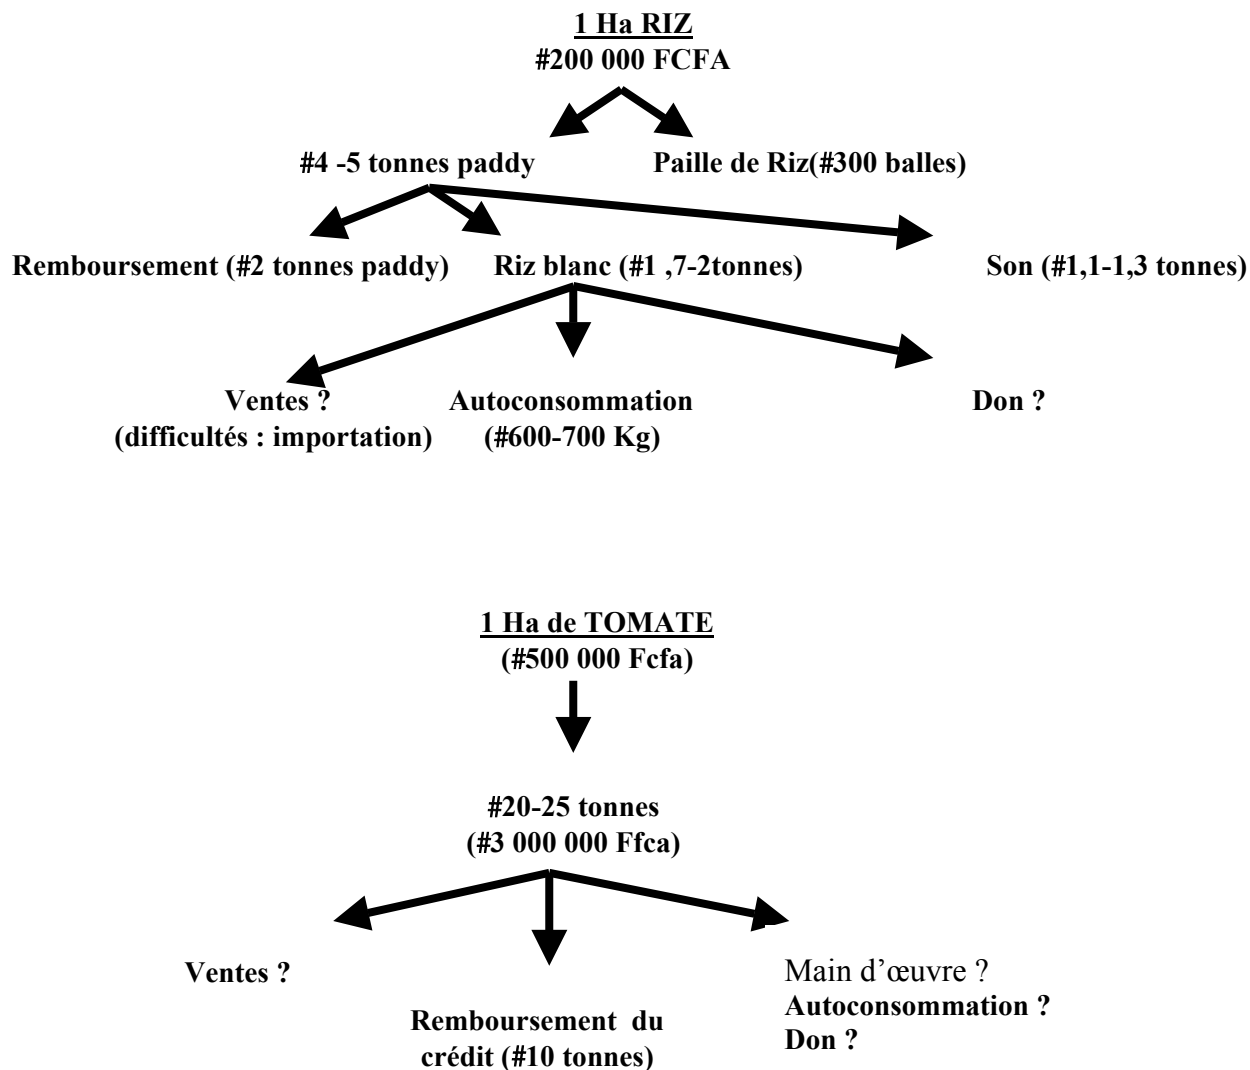 1 Ha RIZ
#200 000 FCFA
#4 -5 tonnes paddy
Paille de Riz(#300 balles)
Remboursement (#2 tonnes paddy)
Riz blanc (#1 ,7-2tonnes)
Son (#1,1-1,3 tonnes)
Ventes ?
(difficultés : importation)
Autoconsommation
(#600-700 Kg)
Don ?
1 Ha de TOMATE
(#500 000 Fcfa)
#20-25 tonnes
(#3 000 000 Ffca)
Ventes ?
Remboursement du
crédit (#10 tonnes)
Main d’œuvre ?
Autoconsommation ?
Don ?